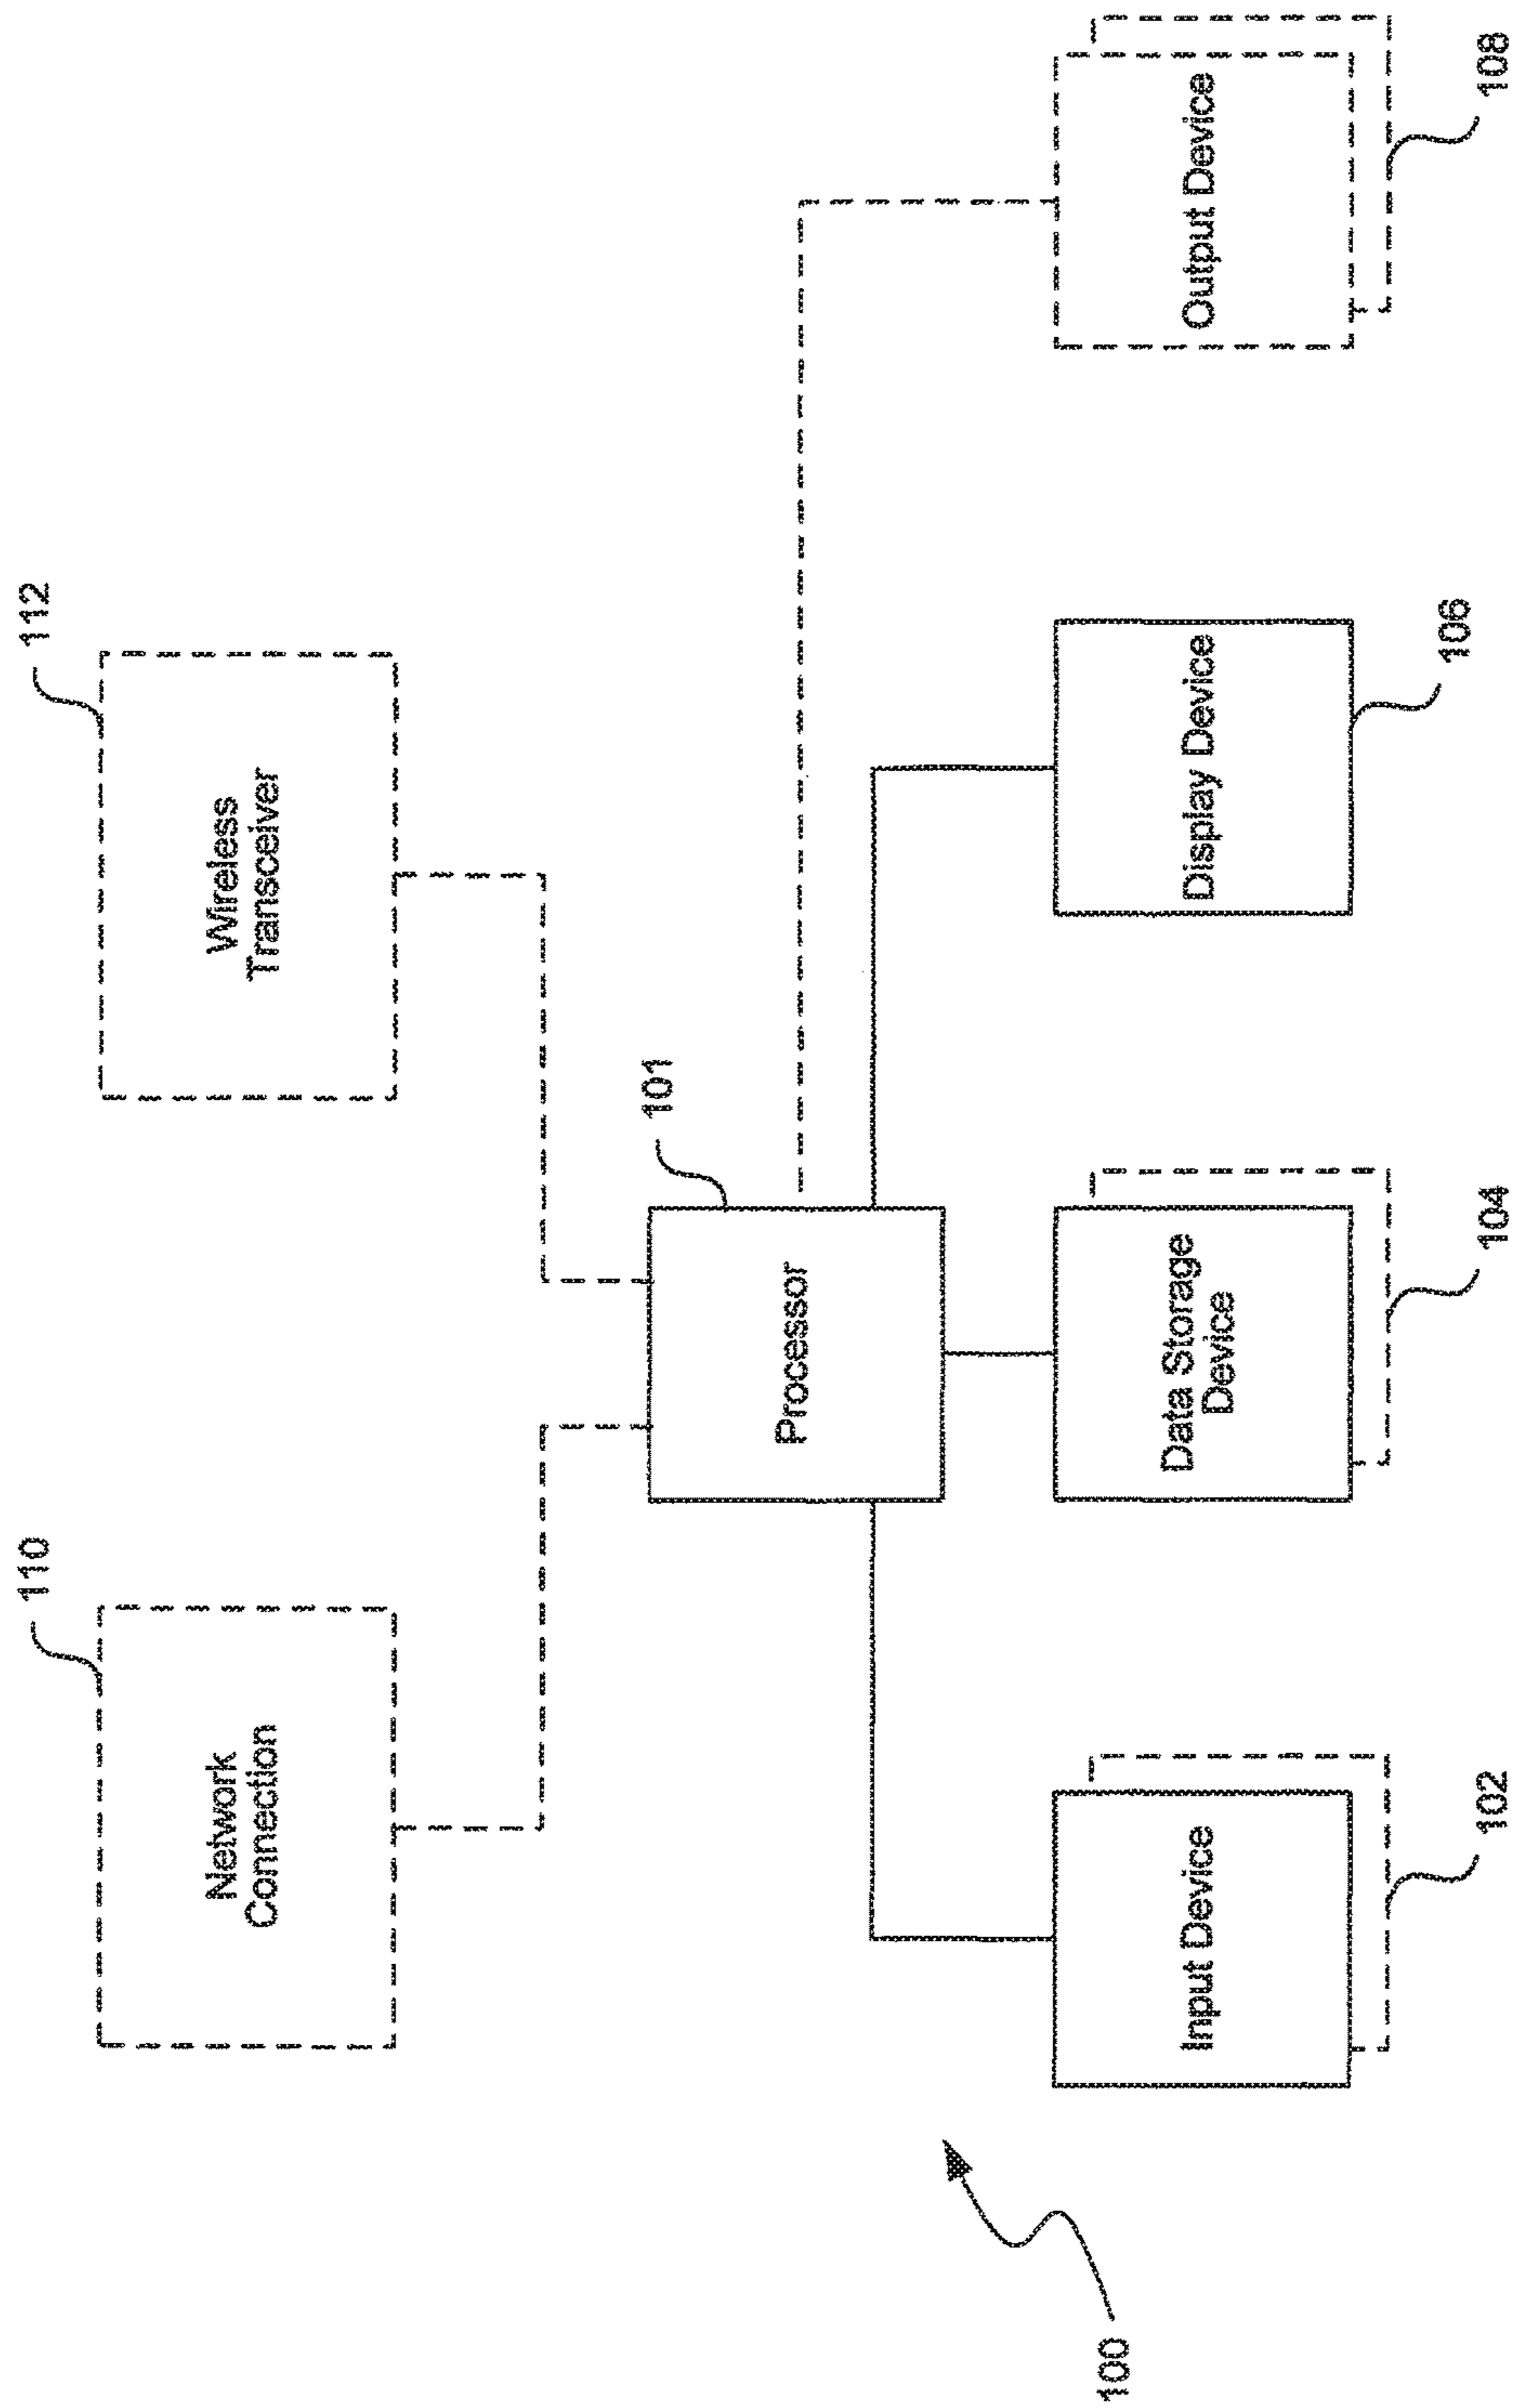 110
112
Network
Connection
Wireless
Transceiver
101
Processor
100
Input Device
Data Storage
Device
Display Device
Output Device
102
104
106
108